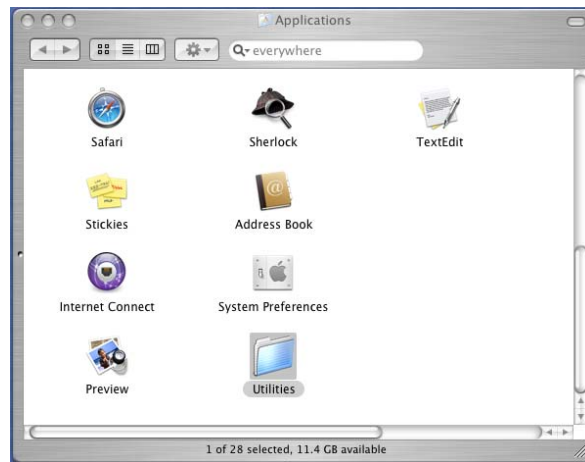 Applications
everywhere
Safari
Sherlock
TextEdit
@
Stickies
Address Book
Internet Connect
System Preferences
Preview
Utilities
1 of 28 selected, 11.4 GB available